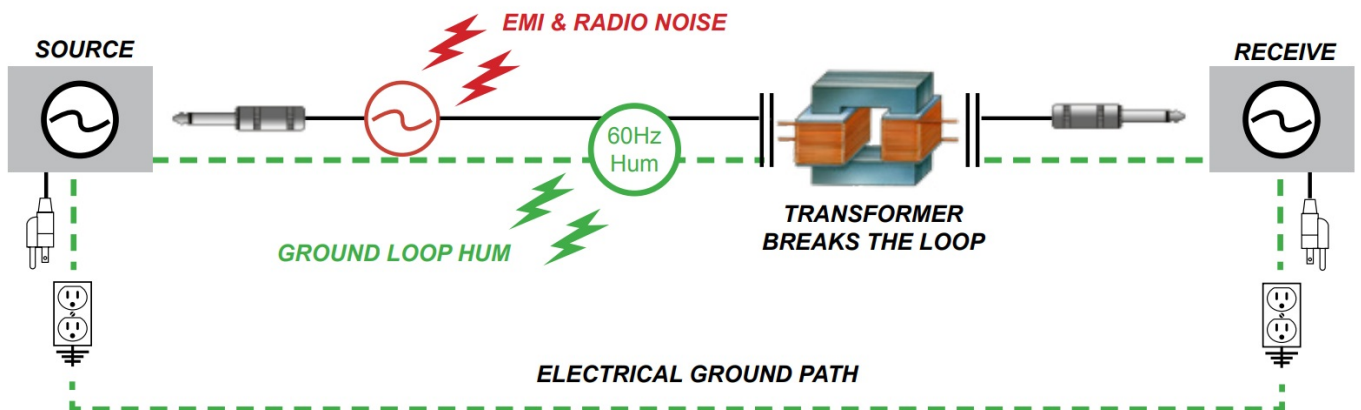 EMI & RADIO NOISE
SOURCE
RECEIVE
60Hz
Hum
TRANSFORMER
BREAKS THE LOOP
GROUND LOOP HUM
ELECTRICAL GROUND PATH